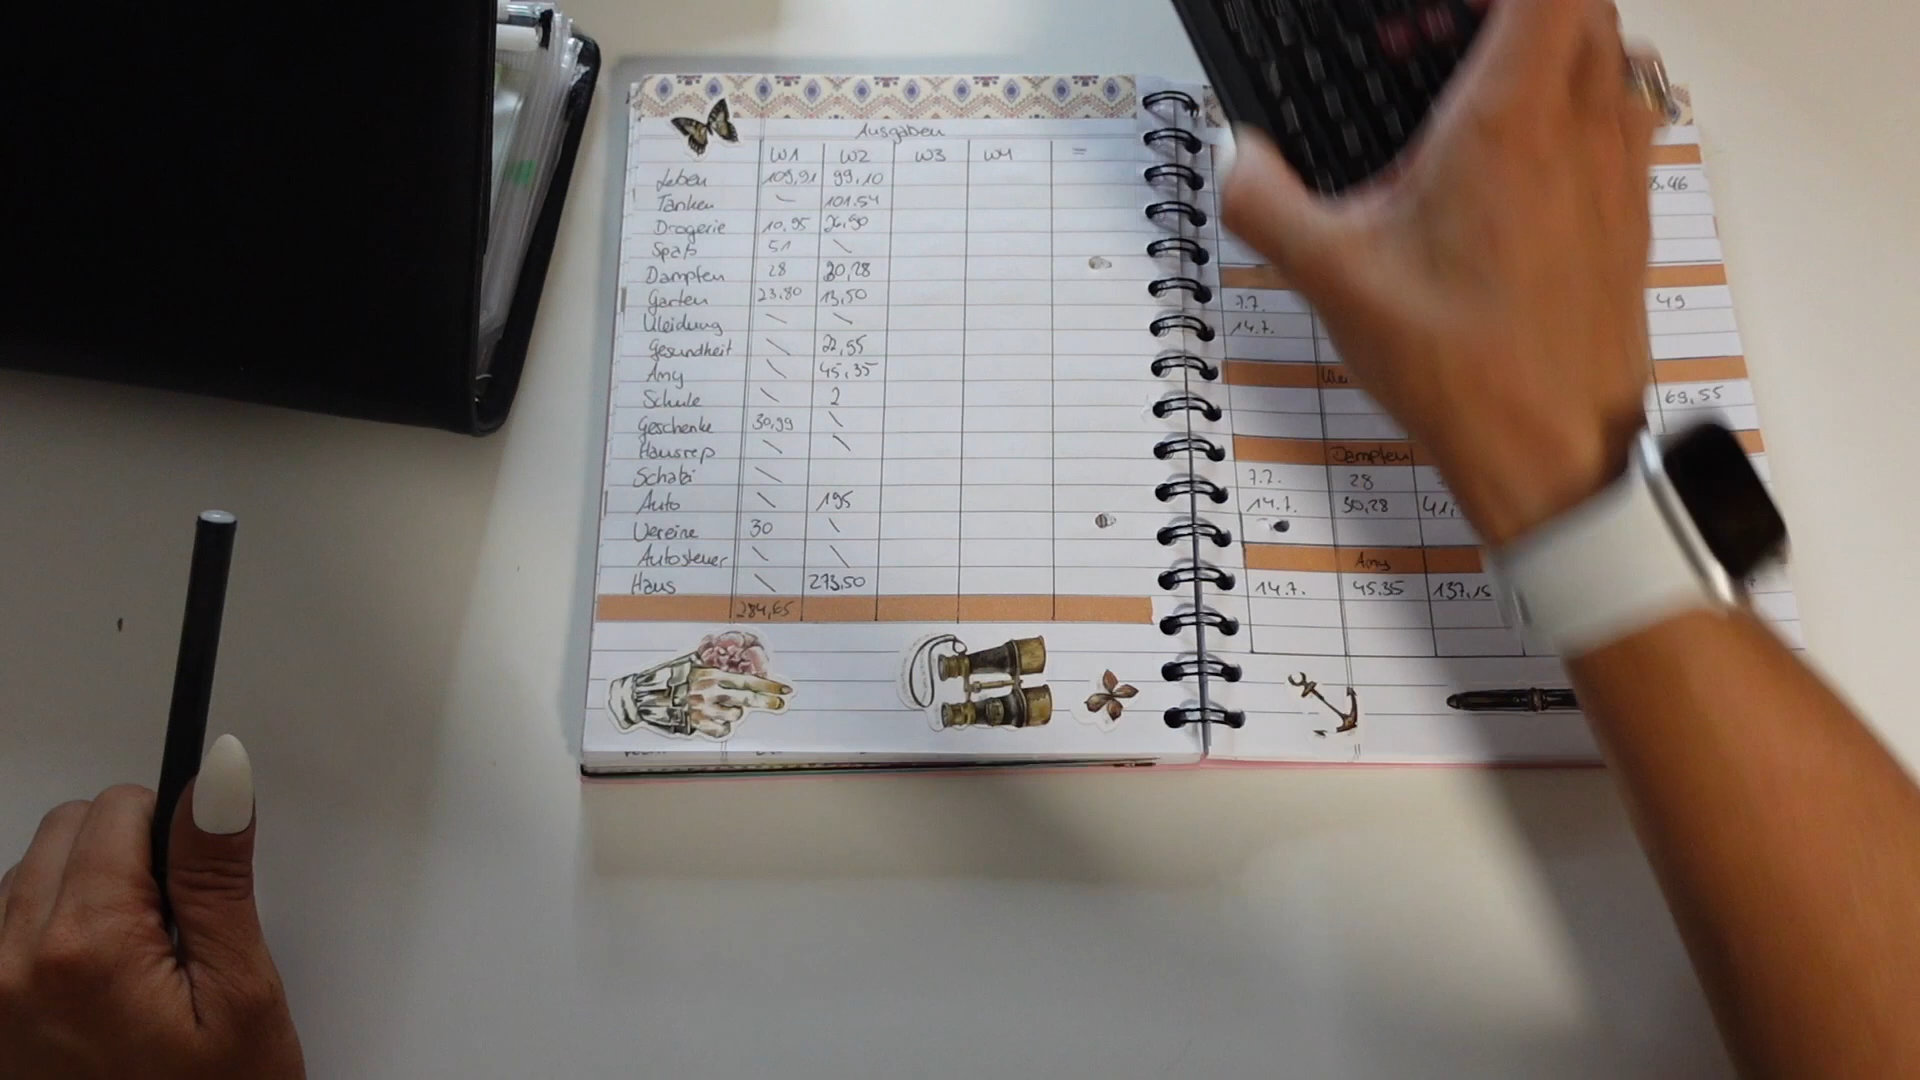 Ausgaben
W1 W2 W3 W4 =
Leben 109,91 99,10
Tanken – 101.54
Drogerie 10,95 26,90
Spaß 51 \
Dampfen 28 30,28
Garten 23.80 13,50
Kleidung \ \
Gesundheit \ 22,55
Amy \ 45,35
Schule \ 2
Geschenke 30,99 \
Hausrep \ \
Schabi \
Auto \ 195
Vereine 30 \
Autosteuer \ \
Haus \ 273,50
284,65
8.46
7.7. 49
14.7.
69,55
Dampfen
7.7. 28
14.7. 30,28 41,
Amy
14.7. 45.35 137,15